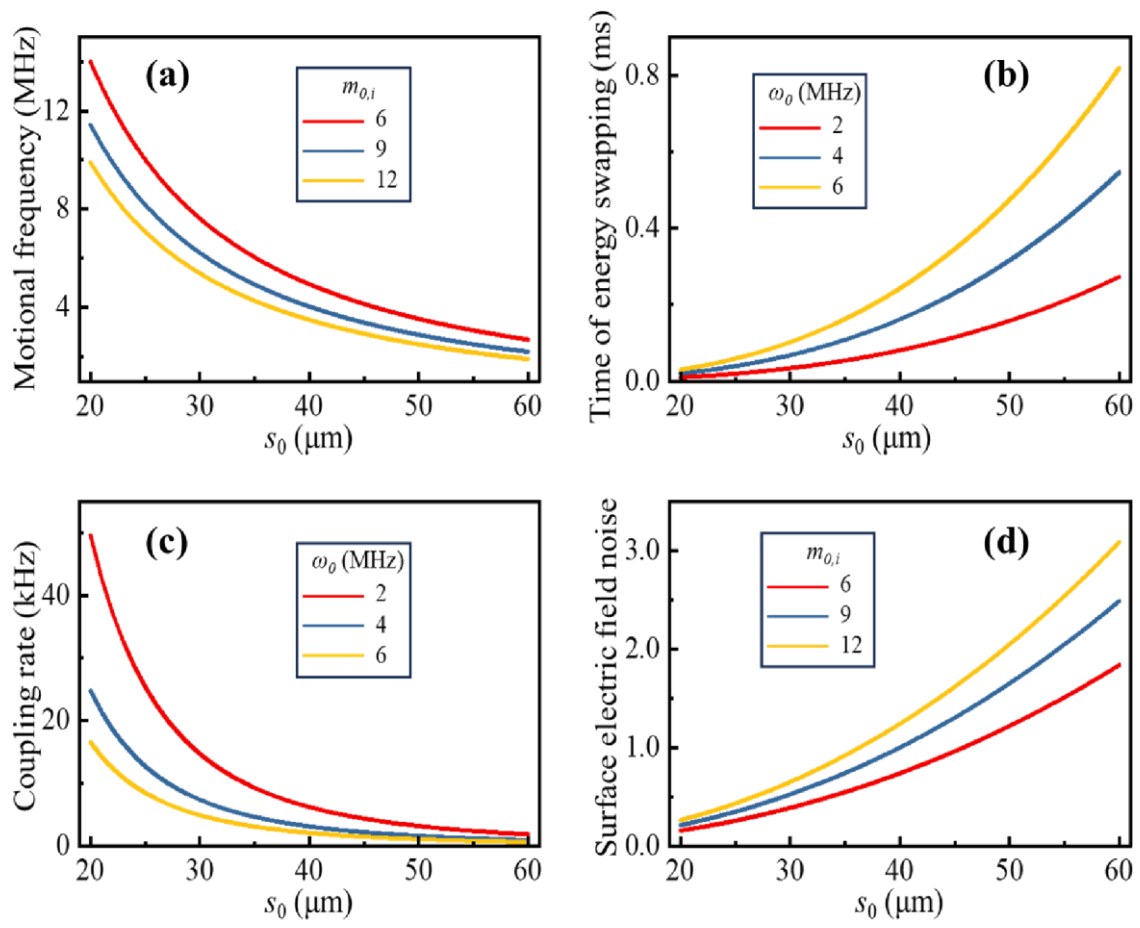 (a)
Motional frequency (MHz)
12
8
4
m0,i
6
9
12
20 30 40 50 60
s0 (μm)
(b)
Time of energy swapping (ms)
0.8
0.4
0.0
ω0 (MHz)
2
4
6
20 30 40 50 60
s0 (μm)
(c)
Coupling rate (kHz)
40
20
0
ω0 (MHz)
2
4
6
20 30 40 50 60
s0 (μm)
(d)
Surface electric field noise
3.0
2.0
1.0
0.0
m0,i
6
9
12
20 30 40 50 60
s0 (μm)